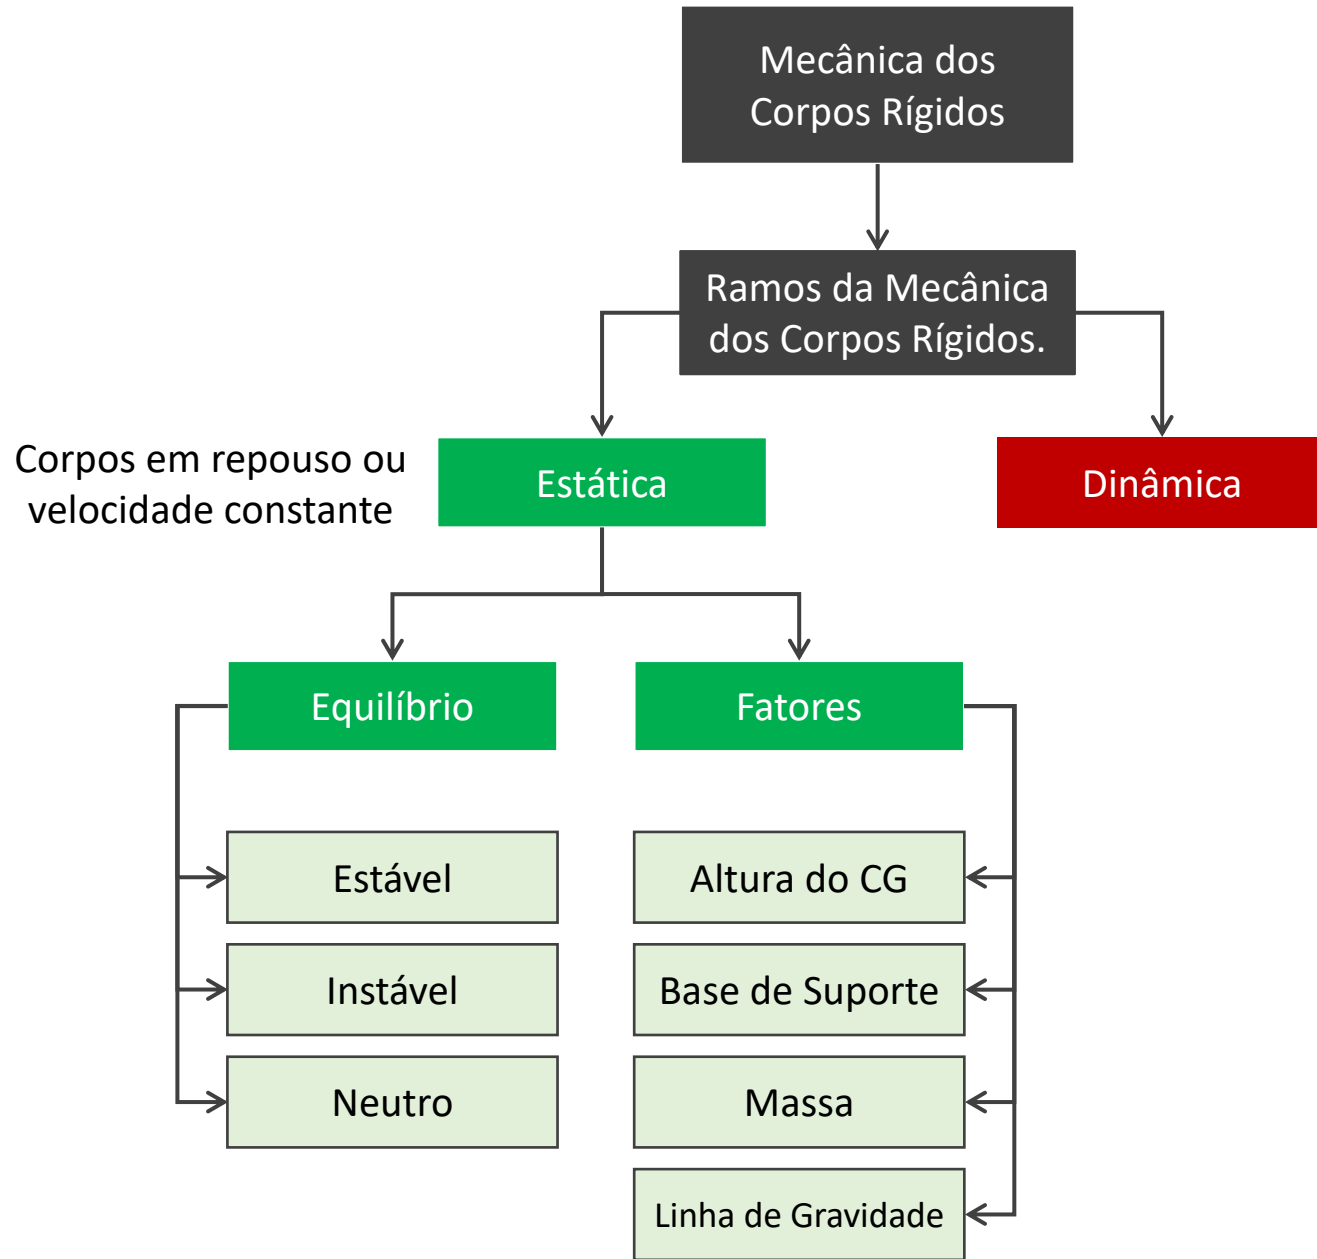 Mecânica dos
Corpos Rígidos
Ramos da Mecânica
dos Corpos Rígidos.
Corpos em repouso ou
velocidade constante
Estática
Dinâmica
Equilíbrio
Fatores
Estável
Altura do CG
Instável
Base de Suporte
Neutro
Massa
Linha de Gravidade